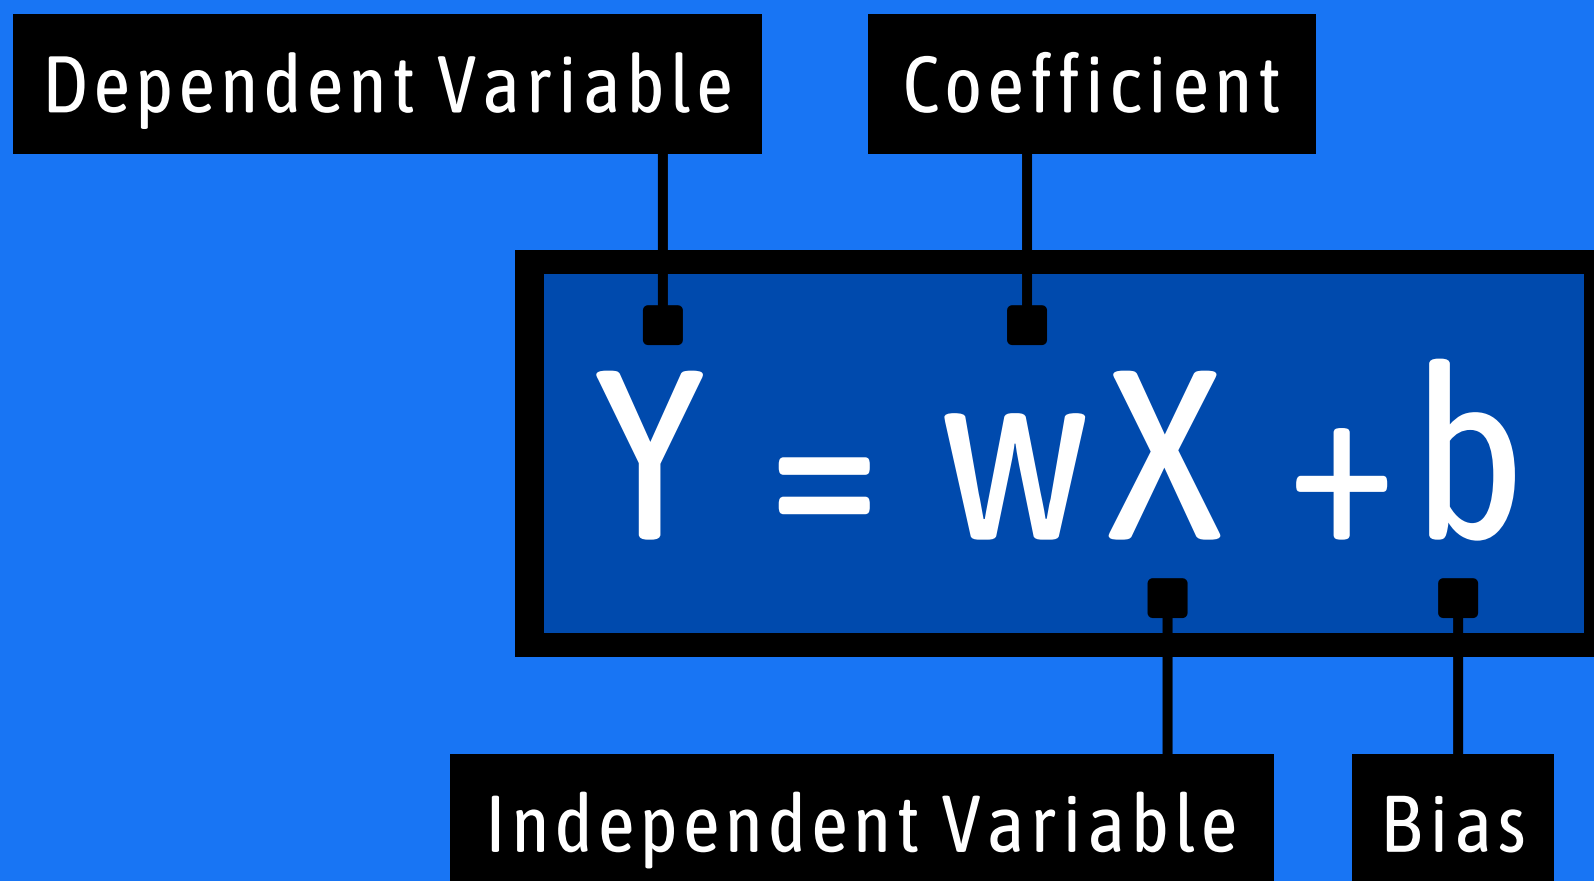 Dependent Variable
Coefficient
Y = wX + b
Independent Variable
Bias